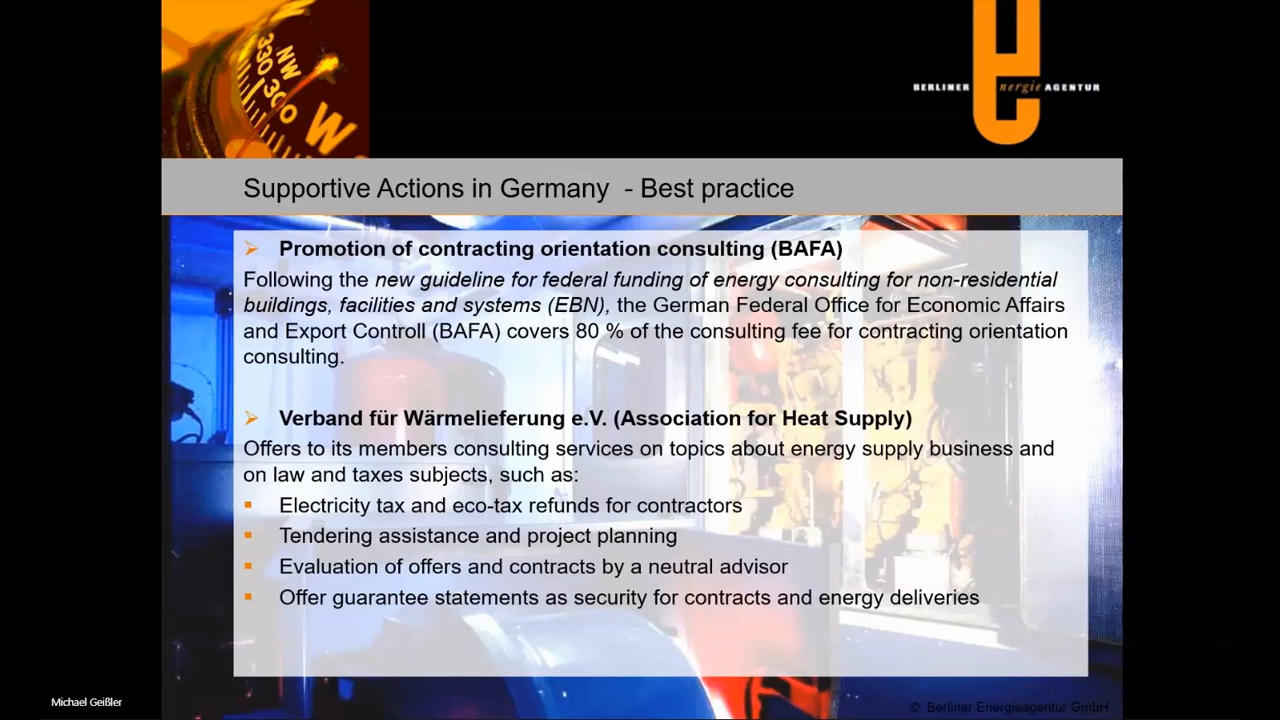 330
NW
300
W
BERLINER energie AGENTUR
Supportive Actions in Germany - Best practice
Promotion of contracting orientation consulting (BAFA)
Following the new guideline for federal funding of energy consulting for non-residential
buildings, facilities and systems (EBN), the German Federal Office for Economic Affairs
and Export Controll (BAFA) covers 80 % of the consulting fee for contracting orientation
consulting.
Verband für Wärmelieferung e.V. (Association for Heat Supply)
Offers to its members consulting services on topics about energy supply business and
on law and taxes subjects, such as:
Electricity tax and eco-tax refunds for contractors
Tendering assistance and project planning
Evaluation of offers and contracts by a neutral advisor
Offer guarantee statements as security for contracts and energy deliveries
Michael Geißler
© Berliner Energieagentur GmbH